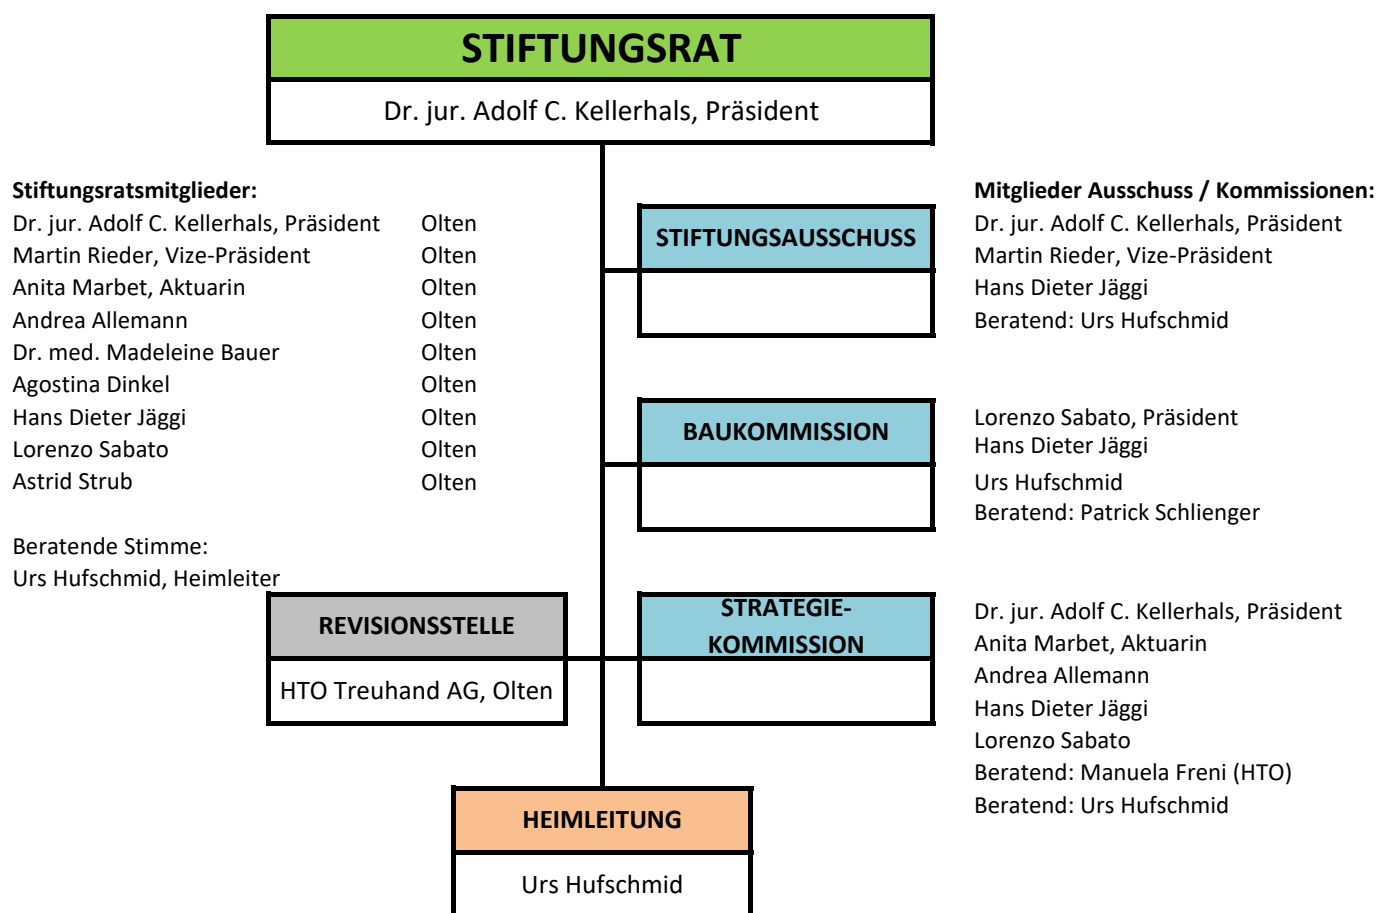 STIFTUNGSRAT
Dr. jur. Adolf C. Kellerhals, Präsident
Stiftungsratsmitglieder:
Dr. jur. Adolf C. Kellerhals, Präsident Olten
Martin Rieder, Vize-Präsident Olten
Anita Marbet, Aktuarin Olten
Andrea Allemann Olten
Dr. med. Madeleine Bauer Olten
Agostina Dinkel Olten
Hans Dieter Jäggi Olten
Lorenzo Sabato Olten
Astrid Strub Olten
Beratende Stimme:
Urs Hufschmid, Heimleiter
Mitglieder Ausschuss / Kommissionen:
STIFTUNGSAUSSCHUSS
Dr. jur. Adolf C. Kellerhals, Präsident
Martin Rieder, Vize-Präsident
Hans Dieter Jäggi
Beratend: Urs Hufschmid
BAUKOMMISSION
Lorenzo Sabato, Präsident
Hans Dieter Jäggi
Urs Hufschmid
Beratend: Patrick Schlienger
REVISIONSSTELLE
HTO Treuhand AG, Olten
STRATEGIE-
KOMMISSION
Dr. jur. Adolf C. Kellerhals, Präsident
Anita Marbet, Aktuarin
Andrea Allemann
Hans Dieter Jäggi
Lorenzo Sabato
Beratend: Manuela Freni (HTO)
Beratend: Urs Hufschmid
HEIMLEITUNG
Urs Hufschmid